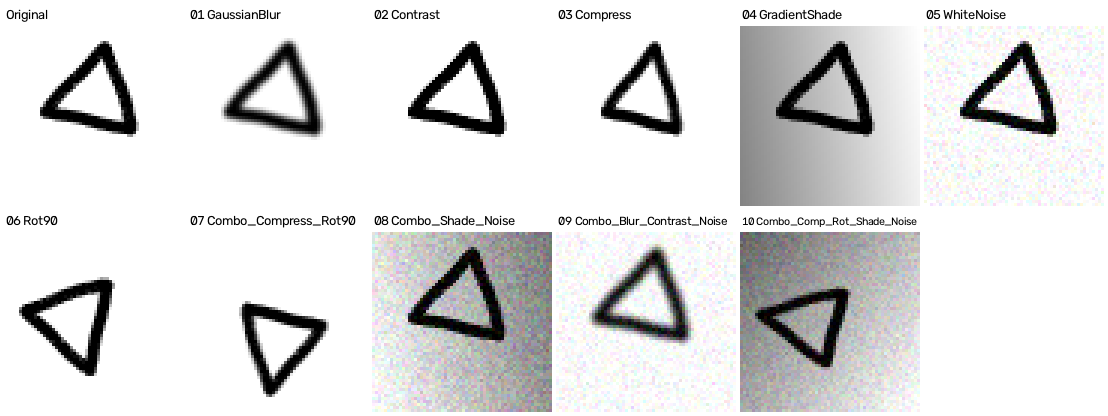 Original 01 GaussianBlur 02 Contrast 03 Compress 04 GradientShade 05 WhiteNoise
06 Rot90 07 Combo_Compress_Rot90 08 Combo_Shade_Noise 09 Combo_Blur_Contrast_Noise 10 Combo_Comp_Rot_Shade_Noise